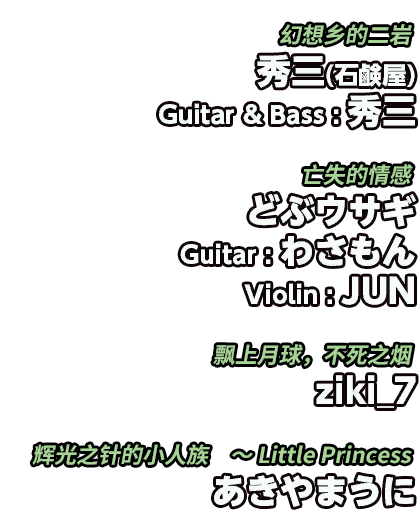 幻想乡的二岩
秀三(石鹸屋)
Guitar & Bass : 秀三
亡失的情感
どぶウサギ
Guitar : わさもん
Violin : JUN
飘上月球，不死之烟
ziki_7
辉光之针的小人族　～ Little Princess
あきやまうに